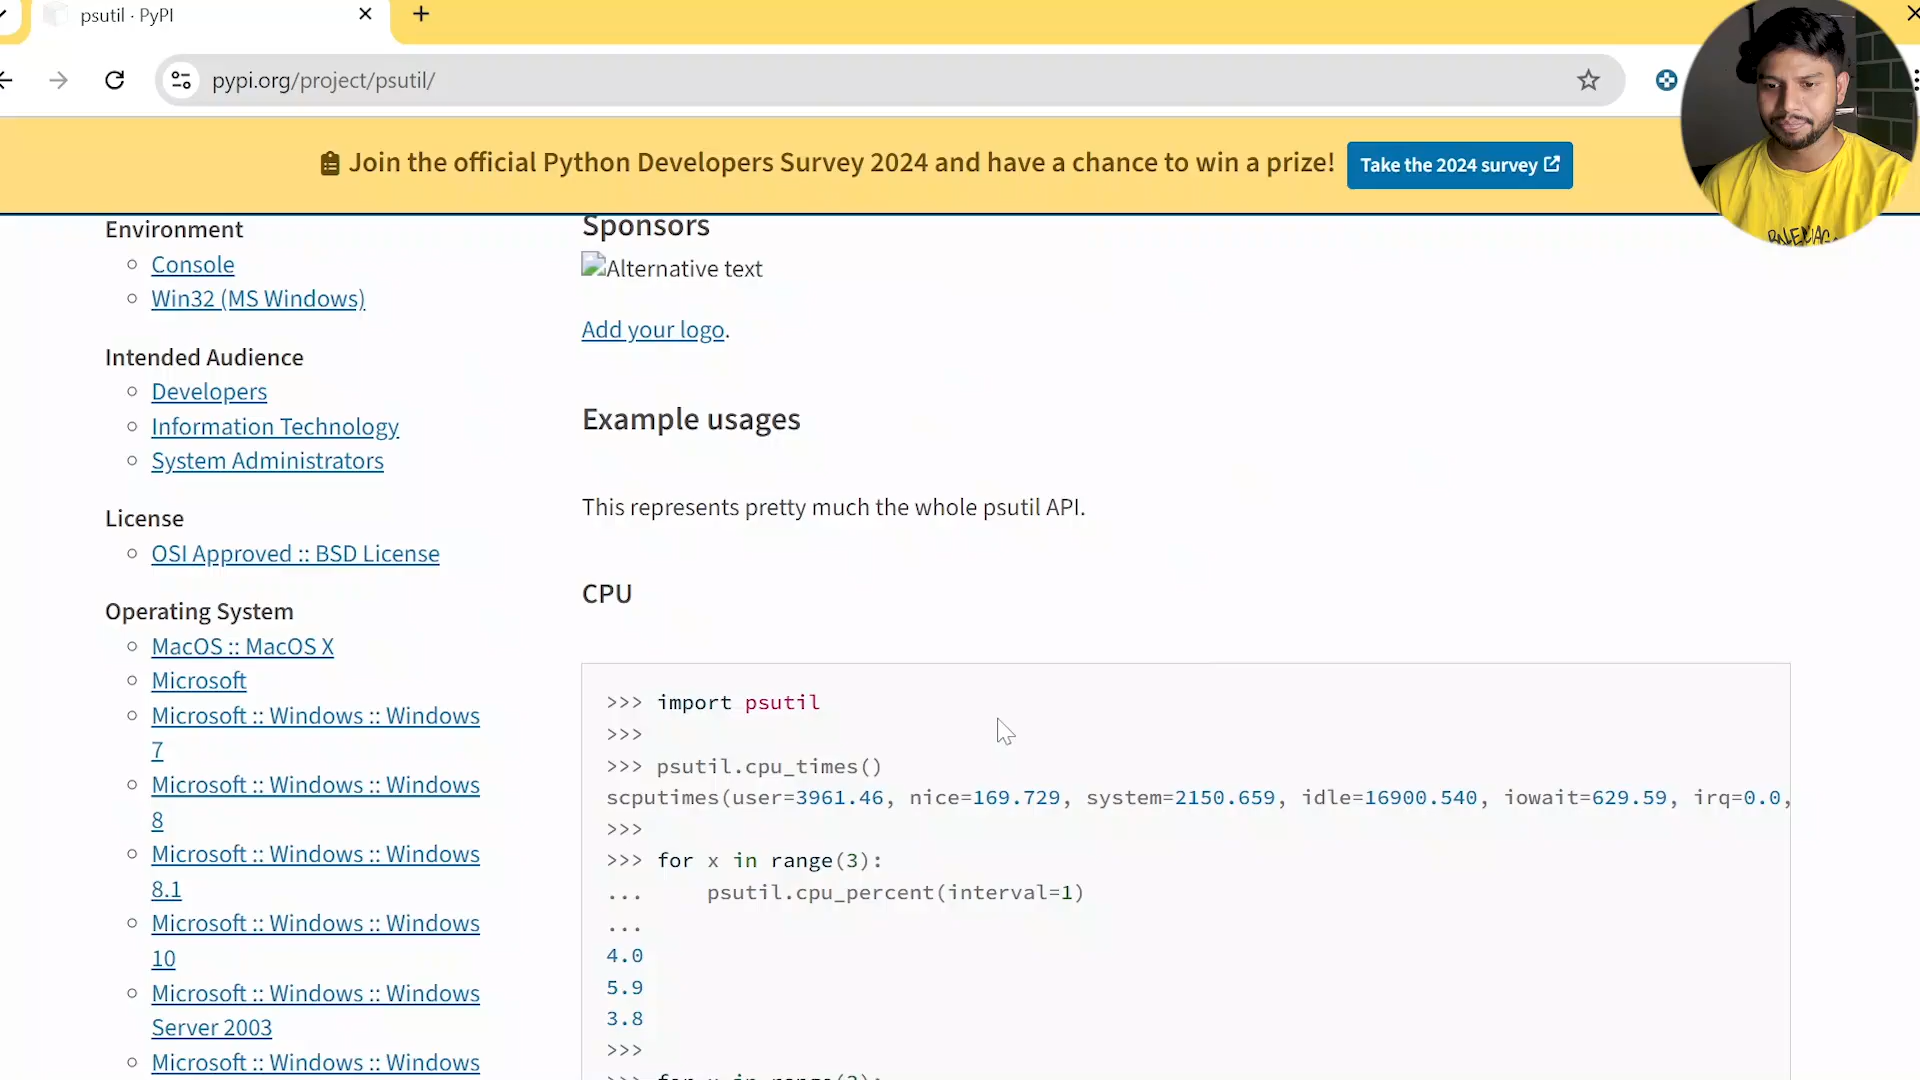 psutil · PyPI
pypi.org/project/psutil/
Join the official Python Developers Survey 2024 and have a chance to win a prize!
Take the 2024 survey
Environment
Console
Win32 (MS Windows)
Intended Audience
Developers
Information Technology
System Administrators
License
OSI Approved :: BSD License
Operating System
MacOS :: MacOS X
Microsoft
Microsoft :: Windows :: Windows
7
Microsoft :: Windows :: Windows
8
Microsoft :: Windows :: Windows
8.1
Microsoft :: Windows :: Windows
10
Microsoft :: Windows :: Windows
Server 2003
Microsoft :: Windows :: Windows
Sponsors
Alternative text
Add your logo.
Example usages
This represents pretty much the whole psutil API.
CPU
>>> import psutil
>>>
>>> psutil.cpu_times()
scputimes(user=3961.46, nice=169.729, system=2150.659, idle=16900.540, iowait=629.59, irq=0.0,
>>>
>>> for x in range(3):
...     psutil.cpu_percent(interval=1)
...
4.0
5.9
3.8
>>>
>>> for x in range(3):